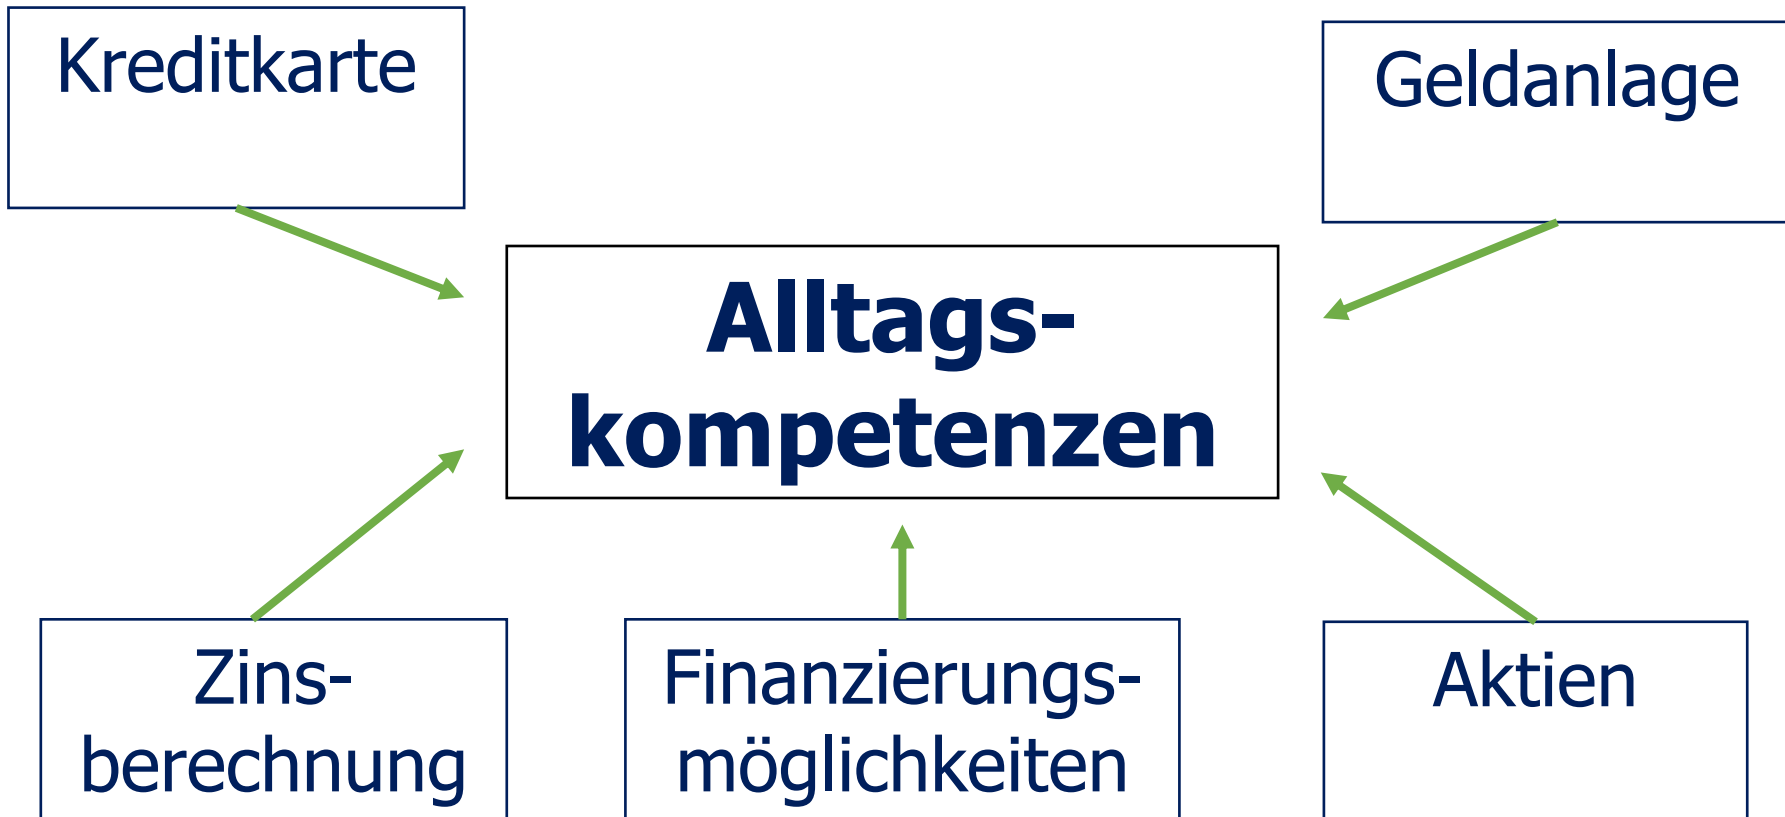 Kreditkarte
Geldanlage
Alltags-
kompetenzen
Zins-
berechnung
Finanzierungs-
möglichkeiten
Aktien